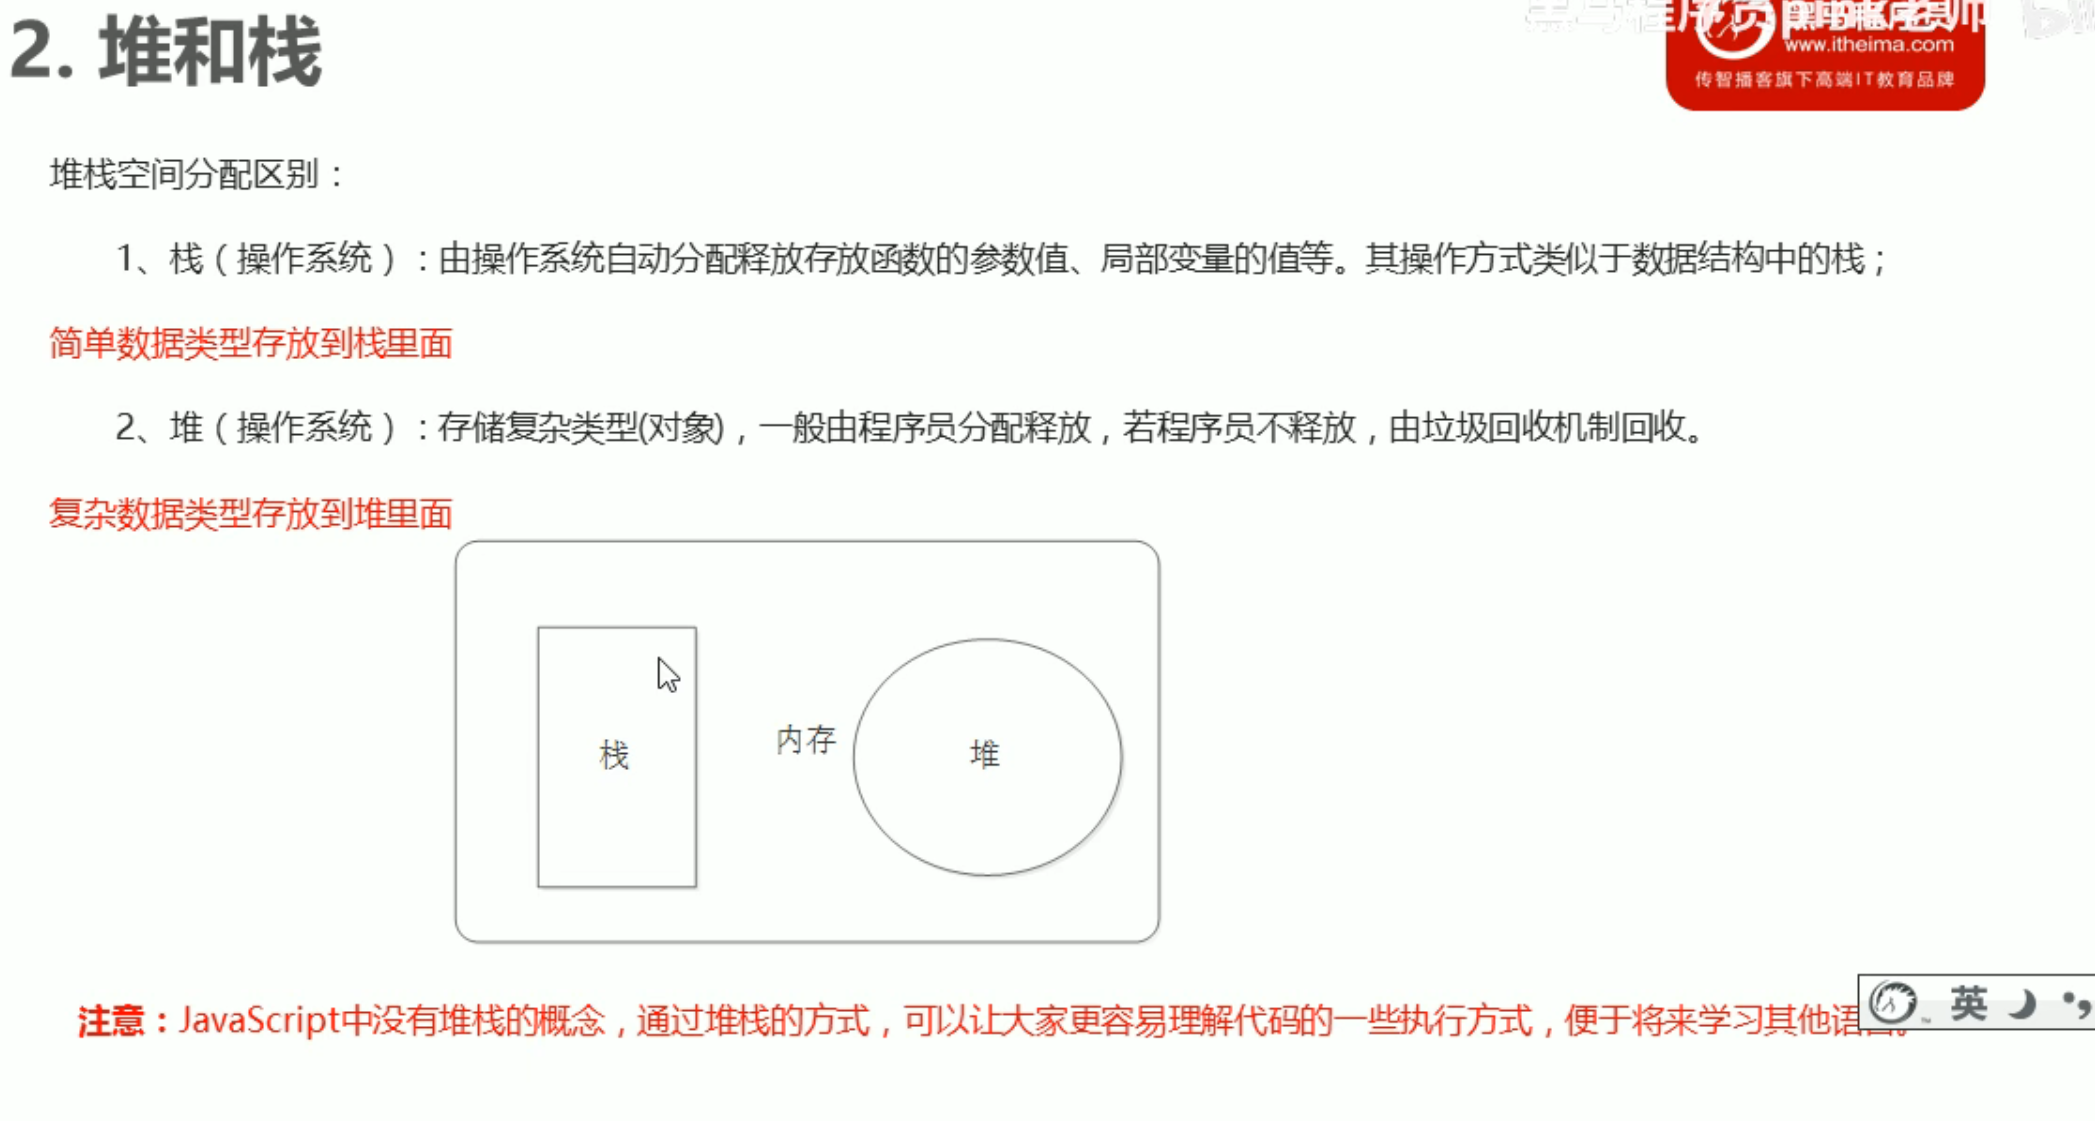 2. 堆和栈
www.itheima.com
传智播客旗下高端IT教育品牌
堆栈空间分配区别：
1、栈（操作系统）：由操作系统自动分配释放存放函数的参数值、局部变量的值等。其操作方式类似于数据结构中的栈；
简单数据类型存放到栈里面
2、堆（操作系统）：存储复杂类型(对象)，一般由程序员分配释放，若程序员不释放，由垃圾回收机制回收。
复杂数据类型存放到堆里面
栈
内存
堆
注意：JavaScript中没有堆栈的概念，通过堆栈的方式，可以让大家更容易理解代码的一些执行方式，便于将来学习其他语
英